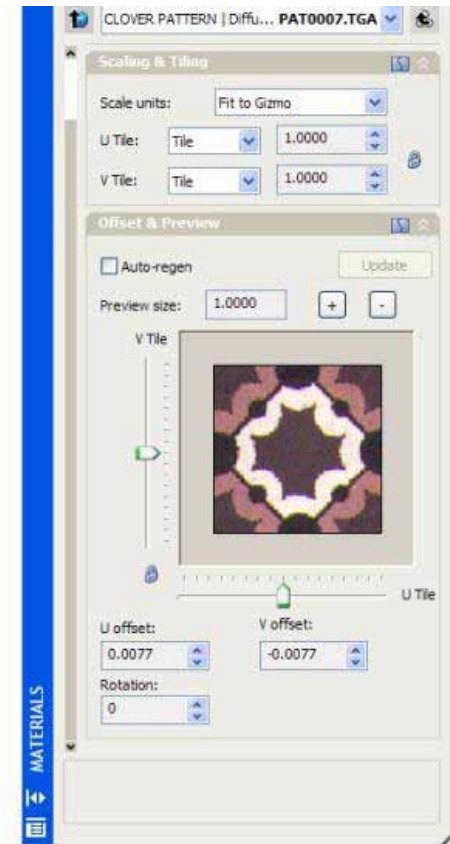 CLOVER PATTERN | Diffu... PAT0007.TGA
Scaling & Tiling
Scale units: Fit to Gizmo
U Tile: Tile 1.0000
V Tile: Tile 1.0000
Offset & Preview
Auto-regen Update
Preview size: 1.0000 + -
V Tile
U Tile
U offset: V offset:
0.0077 -0.0077
Rotation:
0
MATERIALS